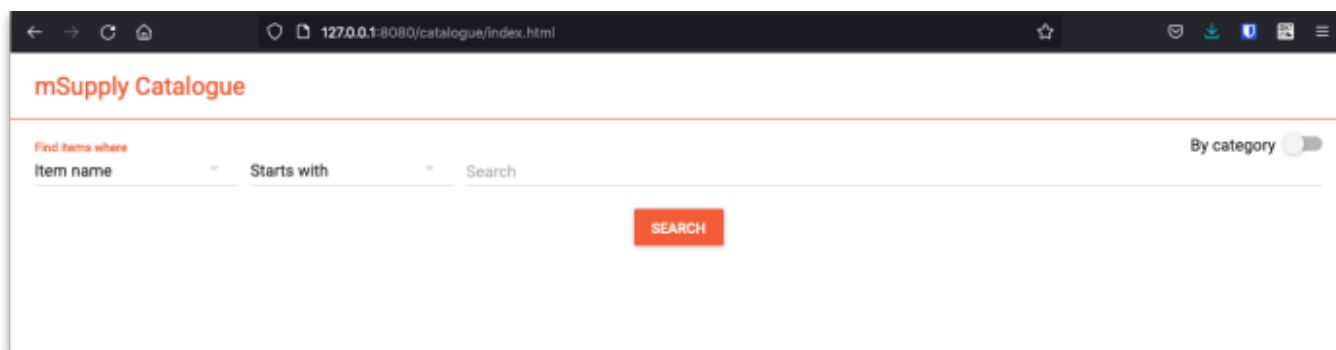 127.0.0.1:8080/catalogue/index.html
mSupply Catalogue
Find items where
By category
Item name
Starts with
Search
SEARCH